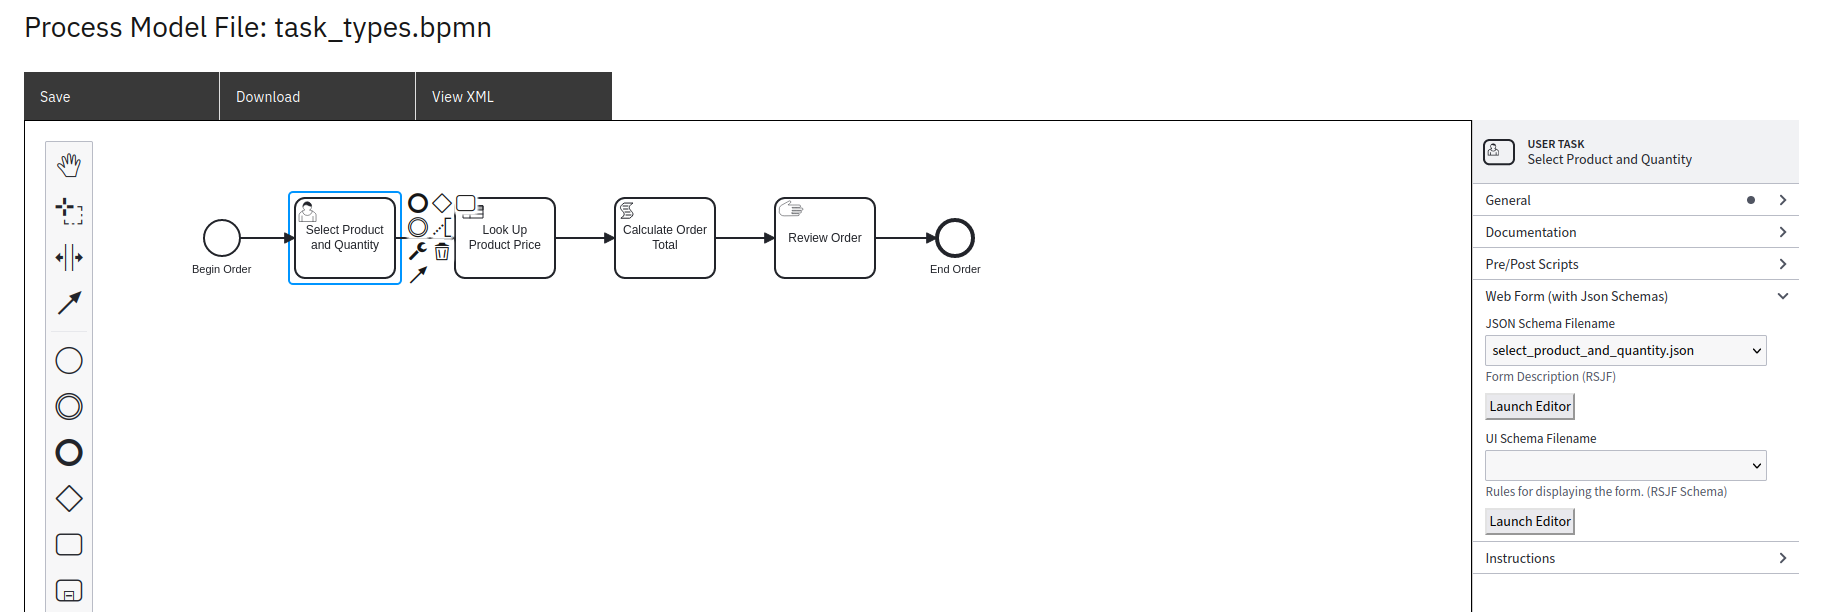 Process Model File: task_types.bpmn
Save
Download
View XML
Begin Order
Select Product
and Quantity
Look Up
Product Price
Calculate Order
Total
Review Order
End Order
USER TASK
Select Product and Quantity
General
Documentation
Pre/Post Scripts
Web Form (with Json Schemas)
JSON Schema Filename
select_product_and_quantity.json
Form Description (RSJF)
Launch Editor
UI Schema Filename
Rules for displaying the form. (RSJF Schema)
Launch Editor
Instructions